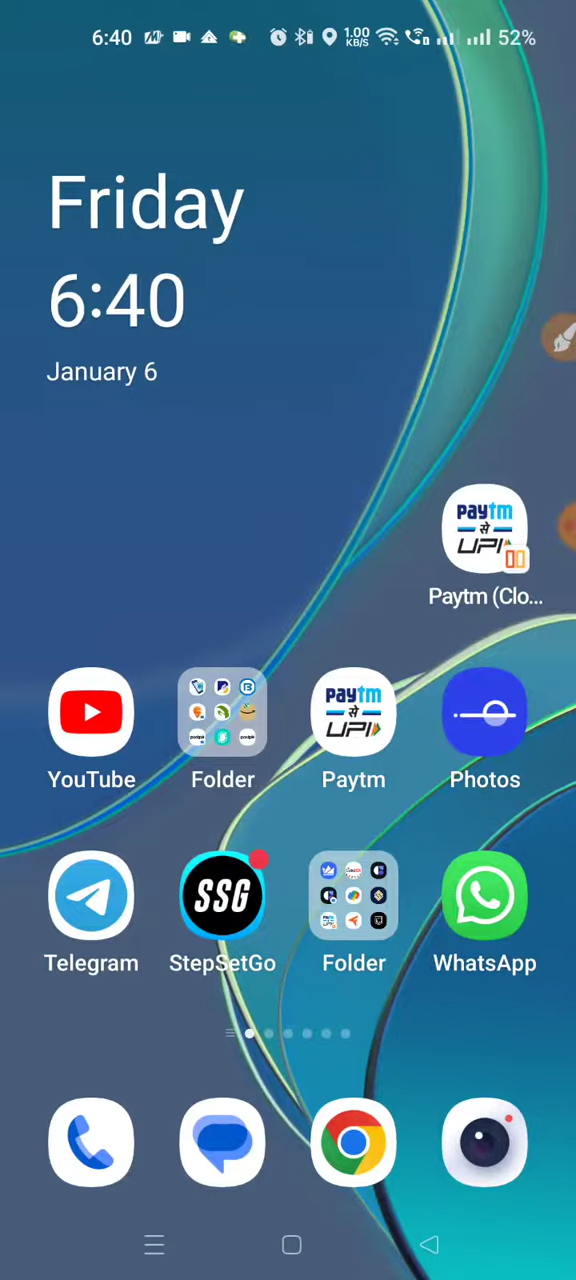 6:40
1.00
KB/S
52%
Friday
6:40
January 6
paytm
से
UPI
Paytm (Clo...
YouTube
Folder
paytm
से
UPI
Paytm
Photos
SSG
Telegram
StepSetGo
Folder
WhatsApp